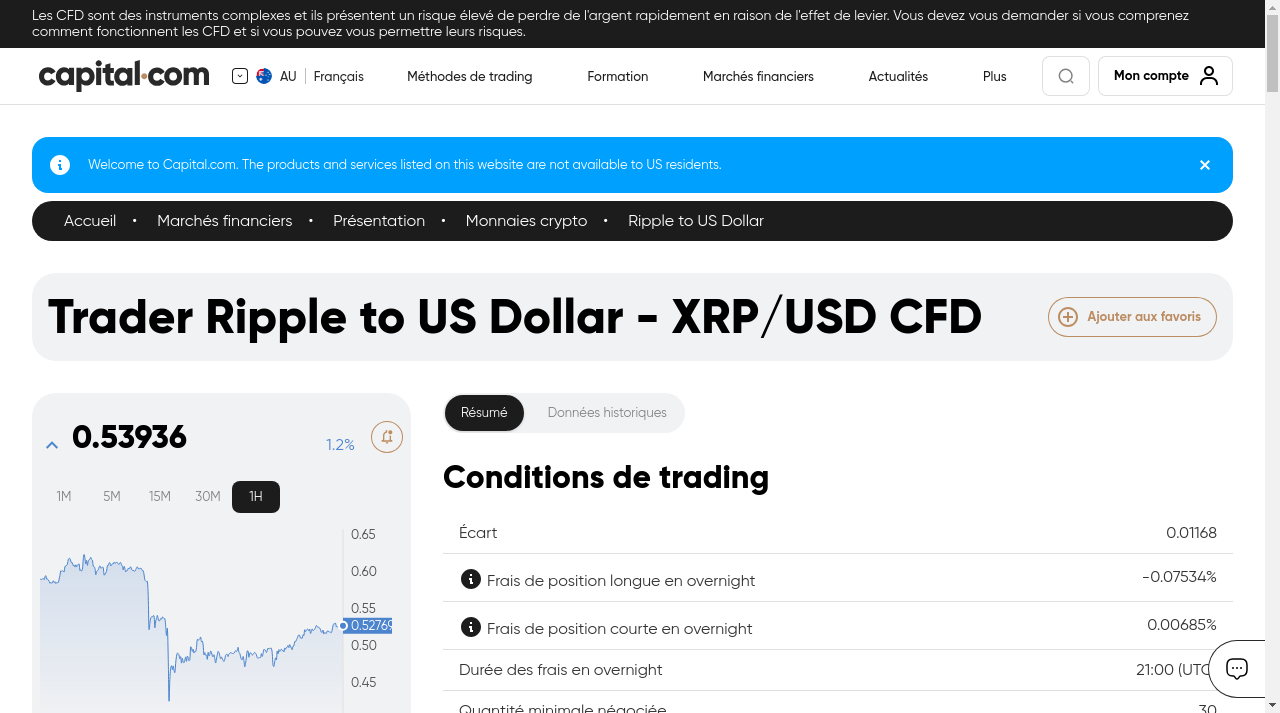 Les CFD sont des instruments complexes et ils présentent un risque élevé de perdre de l'argent rapidement en raison de l'effet de levier. Vous devez vous demander si vous comprenez
comment fonctionnent les CFD et si vous pouvez vous permettre leurs risques.
capital.com AU Français Méthodes de trading Formation Marchés financiers Actualités Plus Mon compte
Welcome to Capital.com. The products and services listed on this website are not available to US residents.
Accueil • Marchés financiers • Présentation • Monnaies crypto • Ripple to US Dollar
Trader Ripple to US Dollar - XRP/USD CFD Ajouter aux favoris
0.53936 1.2%
1M 5M 15M 30M 1H
0.65
0.60
0.55
0.52769
0.50
0.45
Résumé Données historiques
Conditions de trading
Écart 0.01168
Frais de position longue en overnight -0.07534%
Frais de position courte en overnight 0.00685%
Durée des frais en overnight 21:00 (UTC
Quantité minimale négociée 30